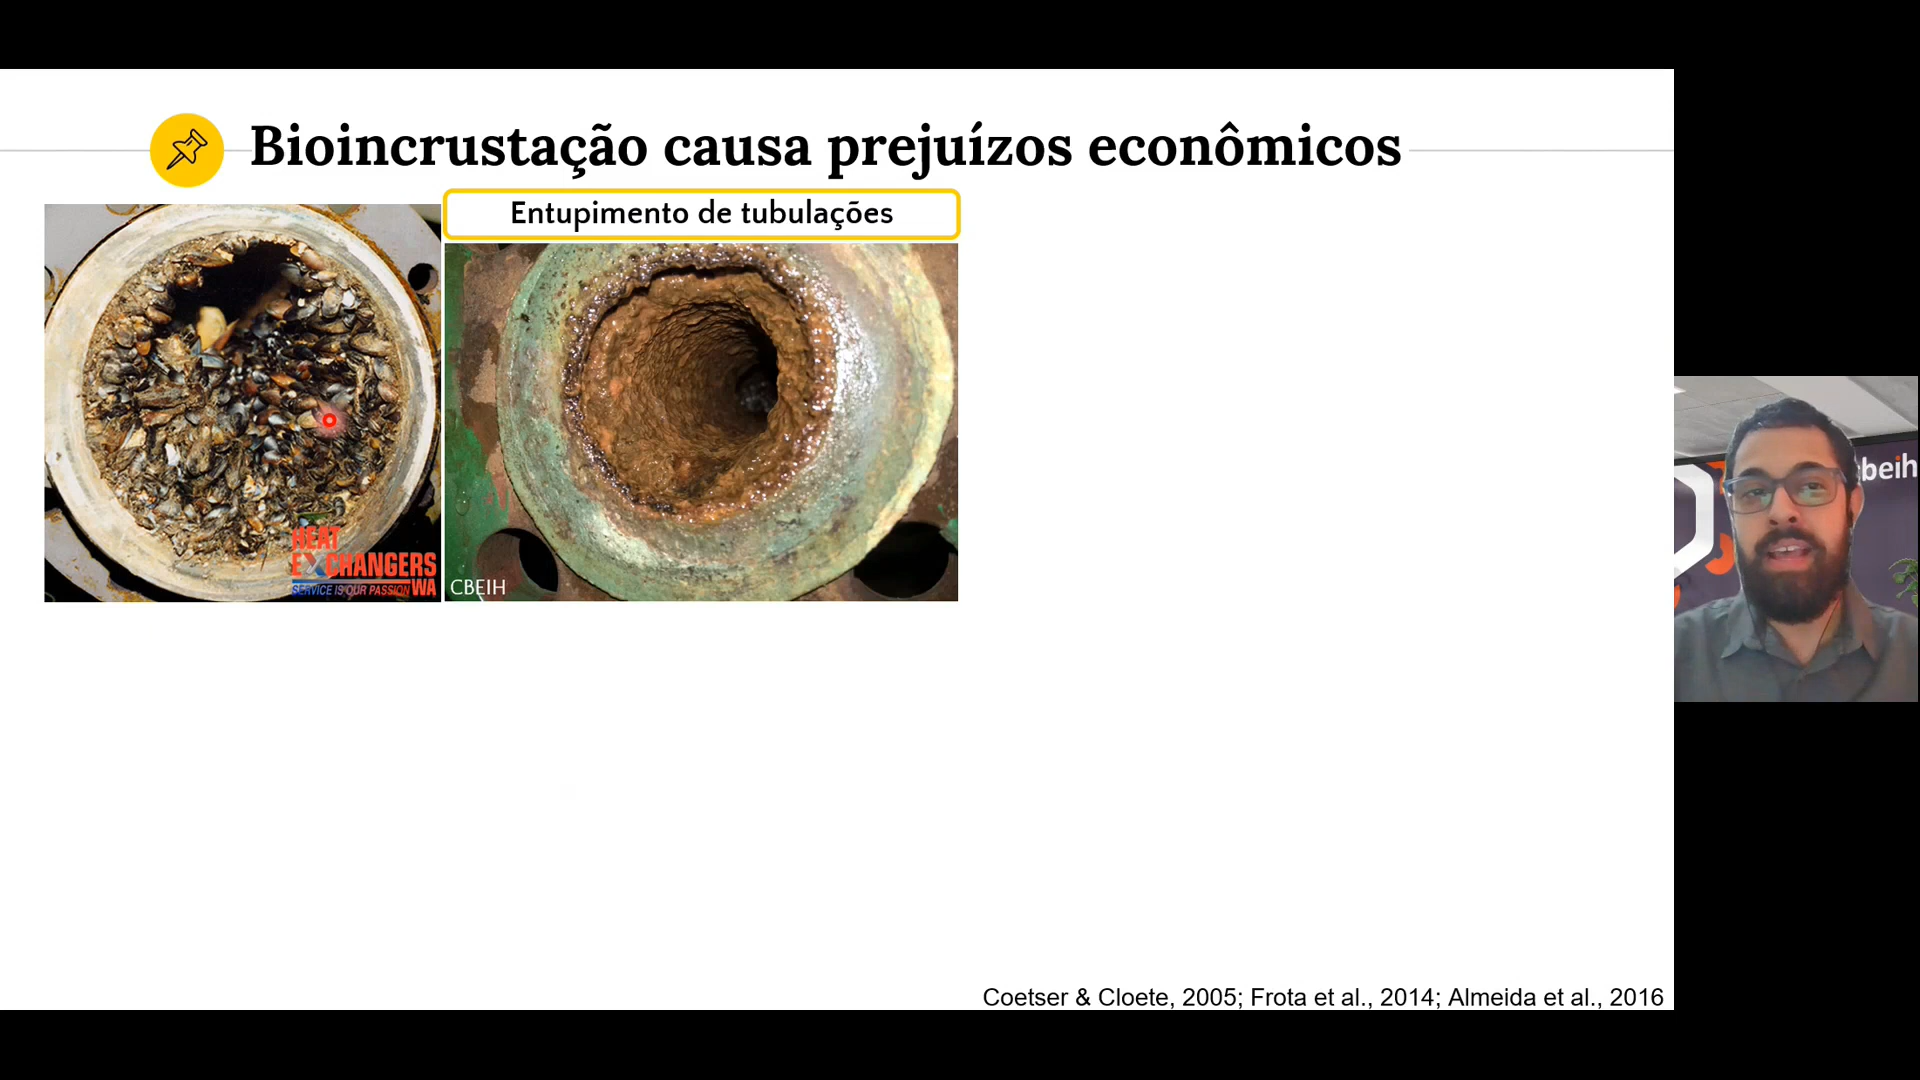 Bioincrustação causa prejuízos econômicos
Entupimento de tubulações
HEAT
EXCHANGERS
SERVICE IS OUR PASSION WA
CBEIH
beih
Coetser & Cloete, 2005; Frota et al., 2014; Almeida et al., 2016